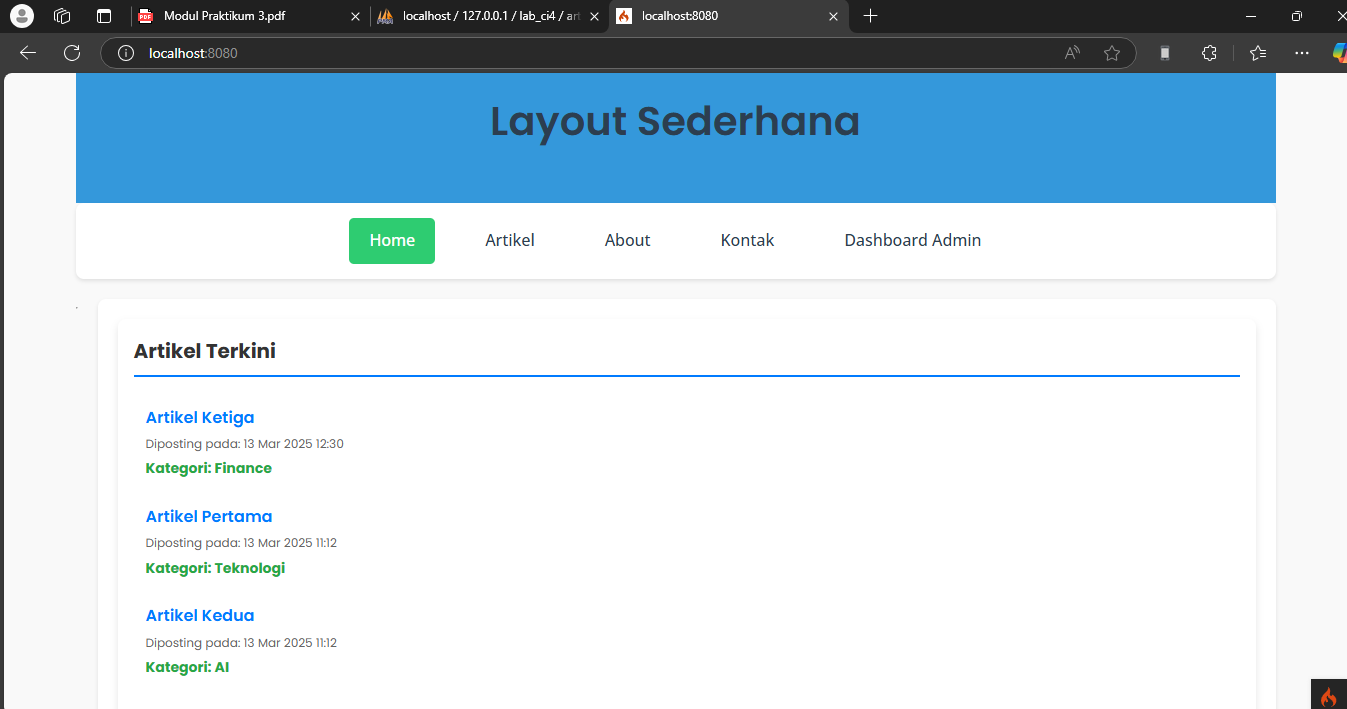 Modul Praktikum 3.pdf
localhost / 127.0.0.1 / lab_ci4 / art
localhost:8080
localhost:8080
Layout Sederhana
Home Artikel About Kontak Dashboard Admin
Artikel Terkini
Artikel Ketiga
Diposting pada: 13 Mar 2025 12:30
Kategori: Finance
Artikel Pertama
Diposting pada: 13 Mar 2025 11:12
Kategori: Teknologi
Artikel Kedua
Diposting pada: 13 Mar 2025 11:12
Kategori: AI